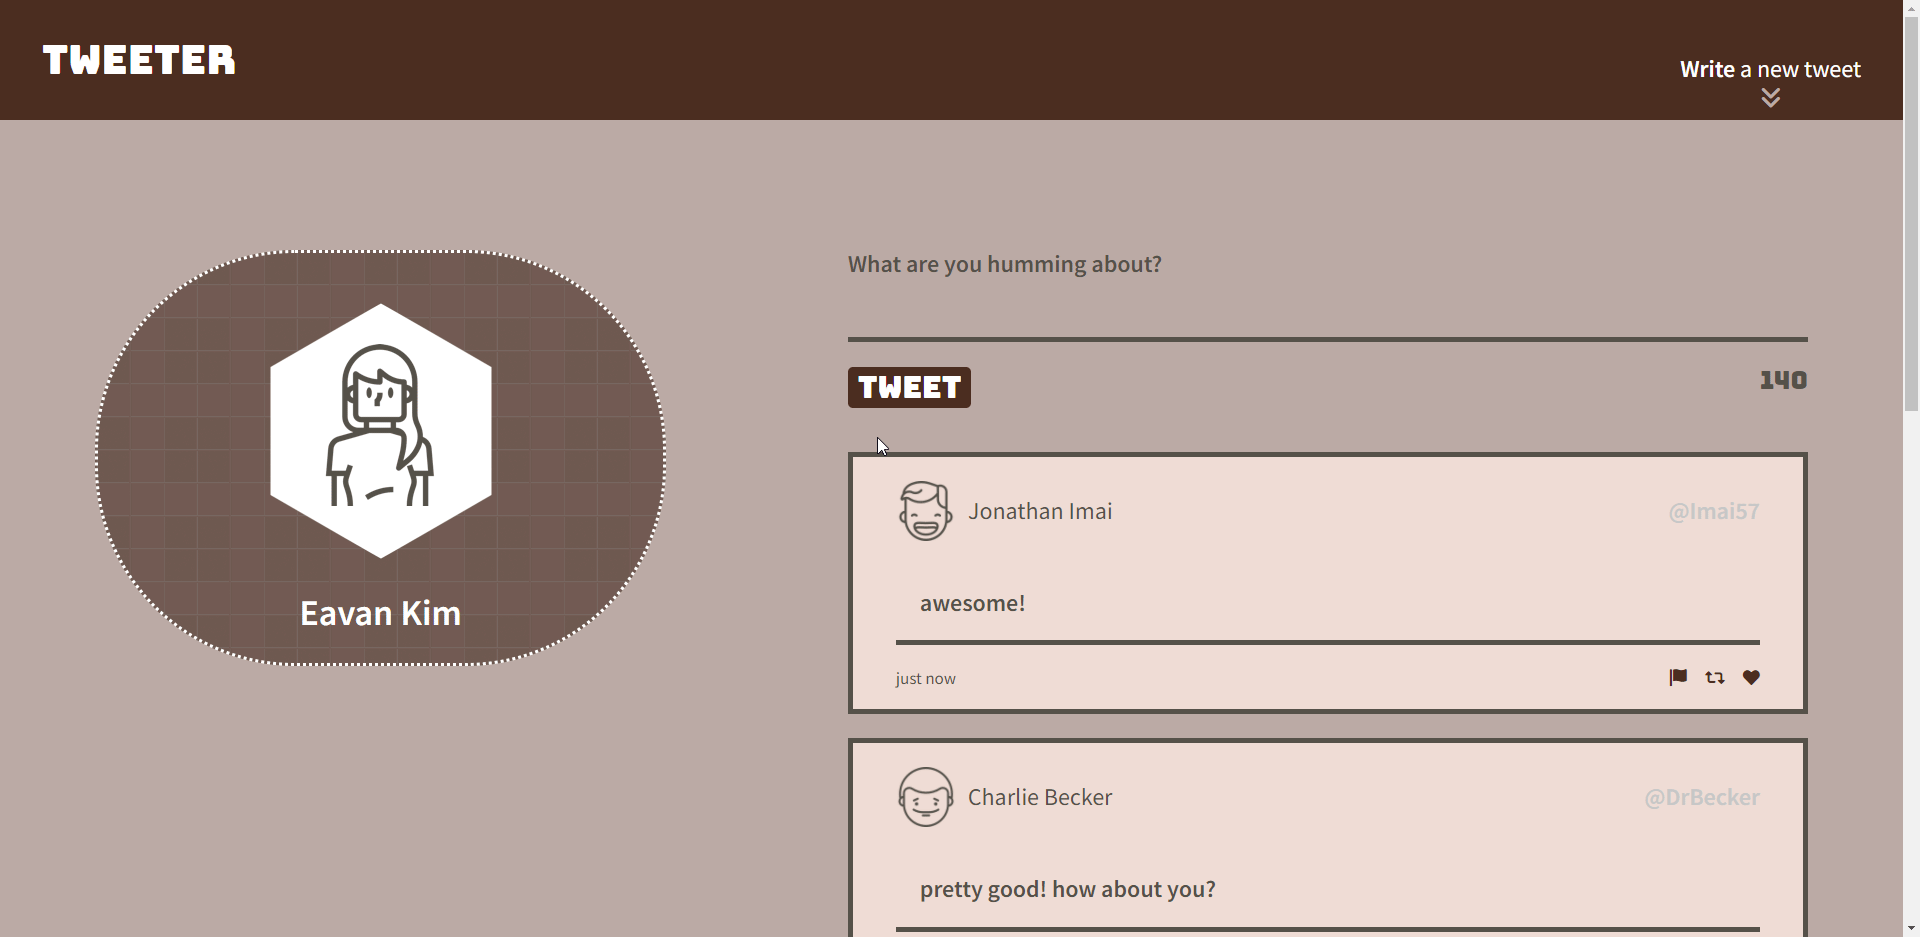 TWEETER
Write a new tweet
Eavan Kim
What are you humming about?
TWEET
140
Jonathan Imai
@Imai57
awesome!
just now
Charlie Becker
@DrBecker
pretty good! how about you?